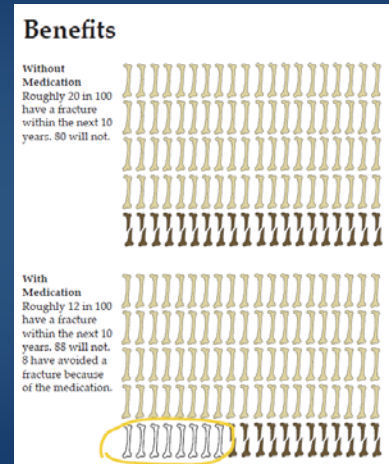 Benefits
Without
Medication
Roughly 20 in 100
have a fracture
within the next 10
years. 80 will not.
With
Medication
Roughly 12 in 100
have a fracture
within the next 10
years. 88 will not.
8 have avoided a
fracture because
of the medication.